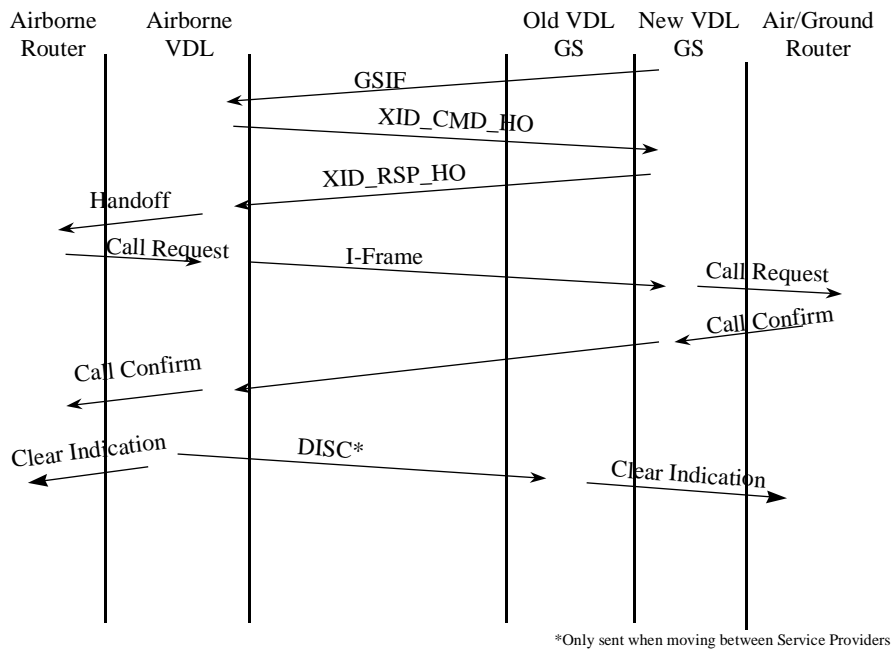 Airborne
Router
Airborne
VDL
Old VDL
GS
New VDL
GS
Air/Ground
Router
GSIF
XID_CMD_HO
XID_RSP_HO
Handoff
Call Request
I-Frame
Call Request
Call Confirm
Call Confirm
Clear Indication
DISC*
Clear Indication
*Only sent when moving between Service Providers